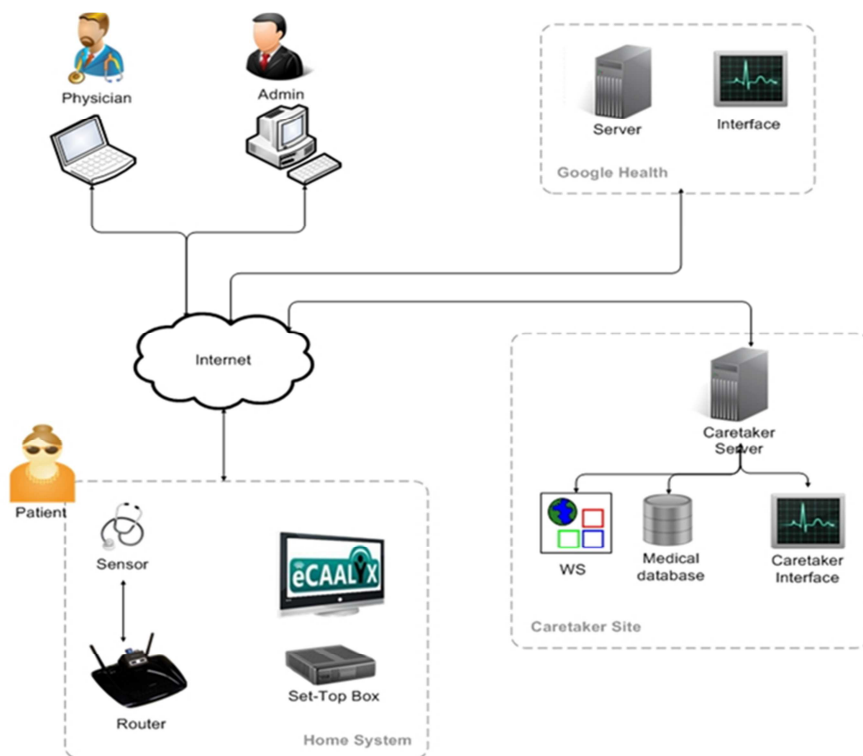 Physician
Admin
Server
Interface
Google Health
Internet
Caretaker
Server
WS
Medical
database
Caretaker
Interface
Caretaker Site
Patient
Sensor
eCAALYX
Set-Top Box
Router
Home System